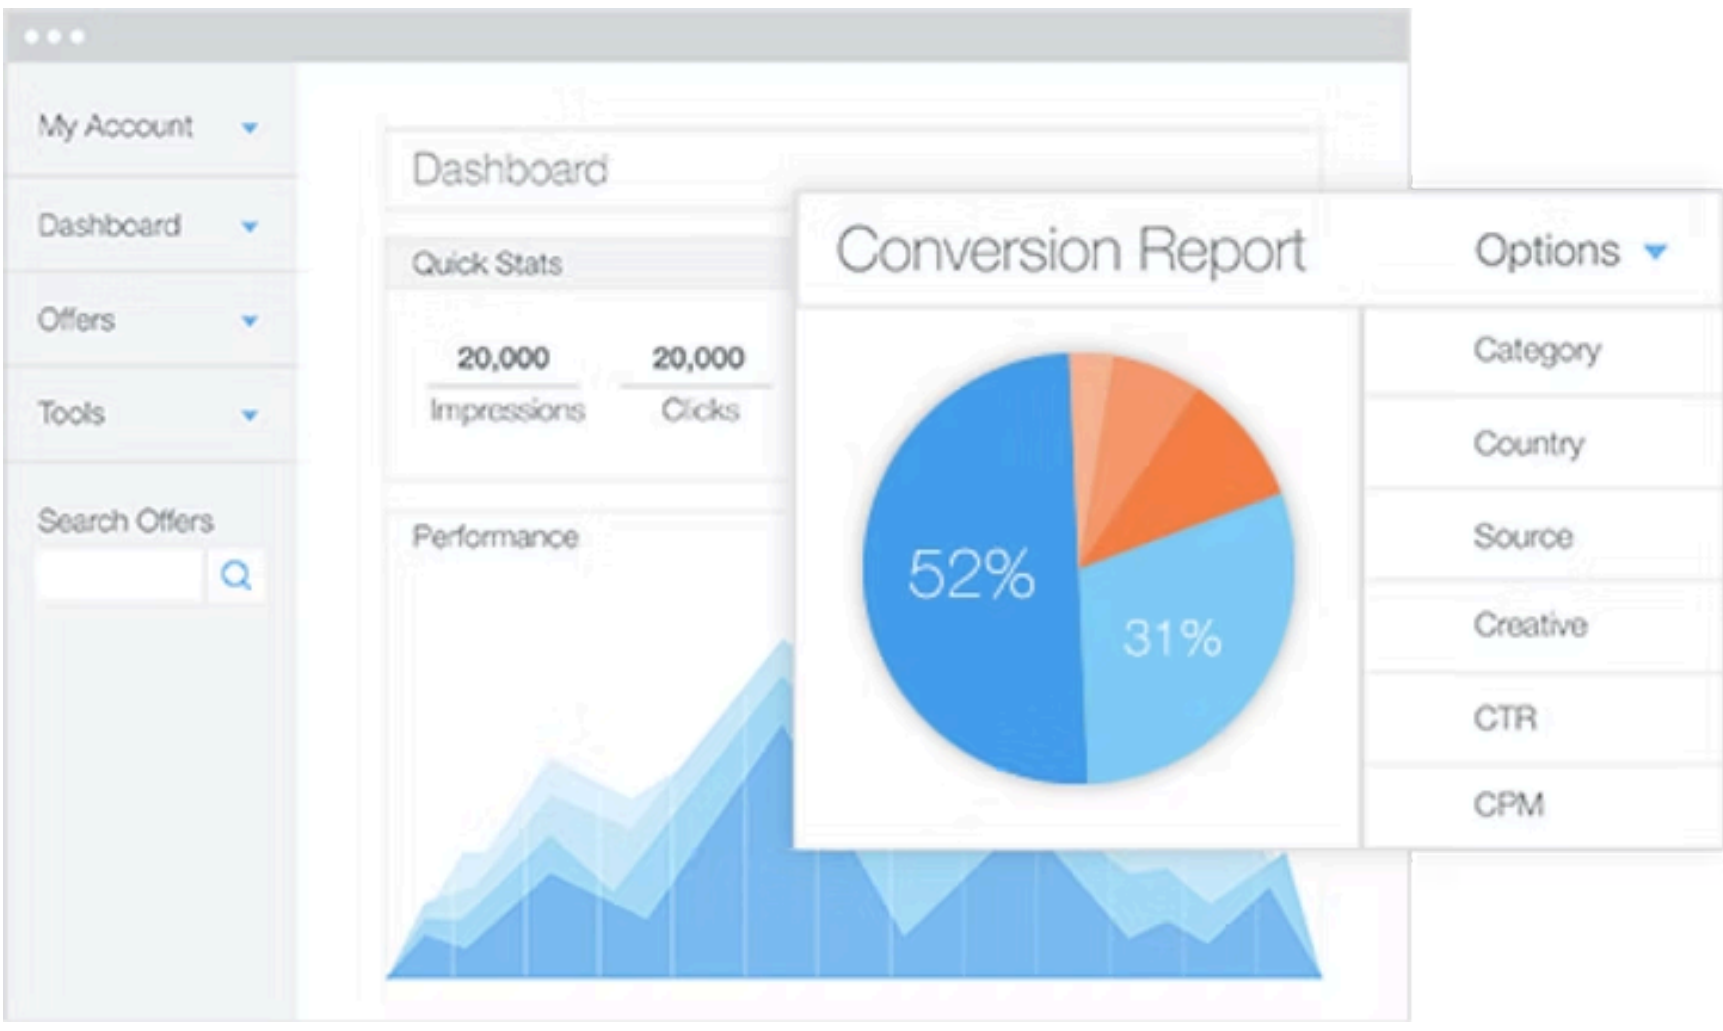 My Account
Dashboard
Offers
Tools
Search Offers
Dashboard
Quick Stats
20,000 20,000
Impressions Clicks
Performance
Conversion Report
52%
31%
Options
Category
Country
Source
Creative
CTR
CPM